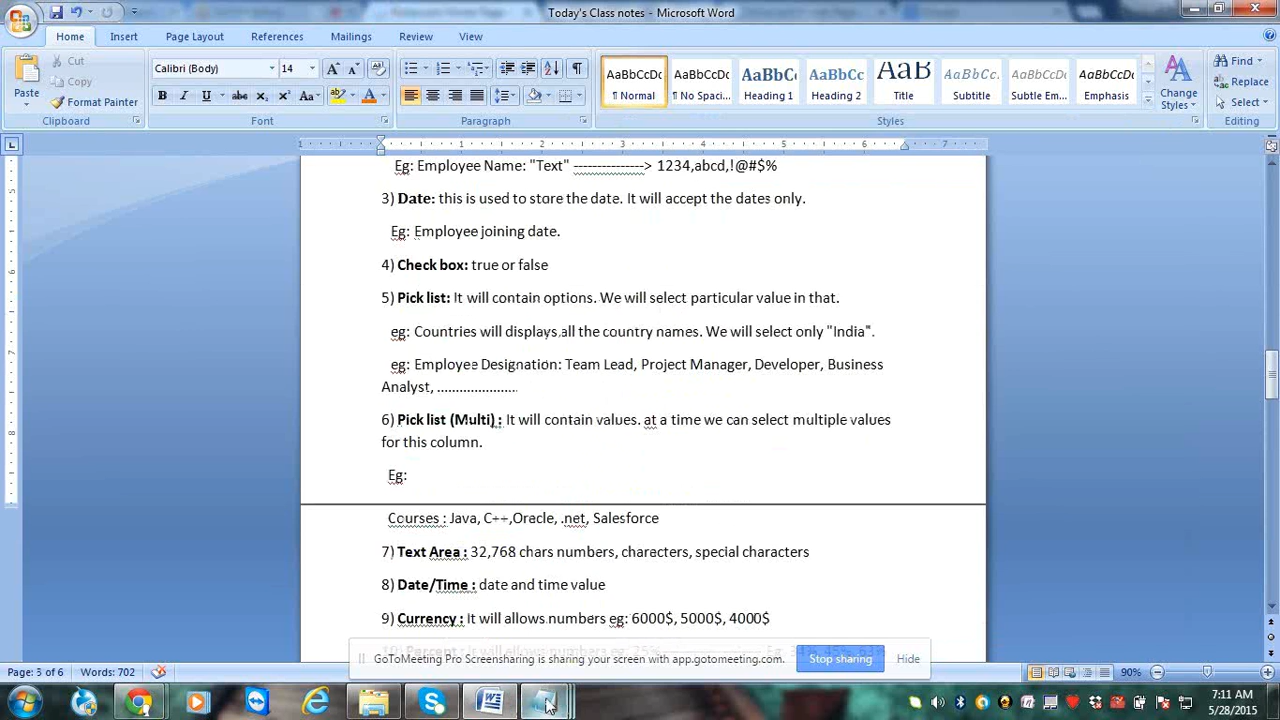 Today's Class notes - Microsoft Word
Home Insert Page Layout References Mailings Review View
Paste
Cut
Copy
Format Painter
Clipboard
Calibri (Body) 14
Font
Paragraph
AaBbCcDc AaBbCcDc AaBbCc AaBbCc AaB AaBbCcDc AaBbCcDc AaBbCcDc
¶ Normal ¶ No Spaci... Heading 1 Heading 2 Title Subtitle Subtle Em... Emphasis
Change Styles
Styles
Find
Replace
Select
Editing
Eg: Employee Name: "Text" ---------------> 1234,abcd,!@#$%
3) Date: this is used to store the date. It will accept the dates only.
Eg: Employee joining date.
4) Check box: true or false
5) Pick list: It will contain options. We will select particular value in that.
eg: Countries will displays all the country names. We will select only "India".
eg: Employee Designation: Team Lead, Project Manager, Developer, Business
Analyst, ......................
6) Pick list (Multi) : It will contain values. at a time we can select multiple values
for this column.
Eg:
Courses : Java, C++,Oracle, .net, Salesforce
7) Text Area : 32,768 chars numbers, characters, special characters
8) Date/Time : date and time value
9) Currency : It will allows numbers eg: 6000$, 5000$, 4000$
10) Percent : It will allows numbers eg: 25%
GoToMeeting Pro Screensharing is sharing your screen with app.gotomeeting.com. Stop sharing Hide
Page: 5 of 6 Words: 702 90%
7:11 AM
5/28/2015